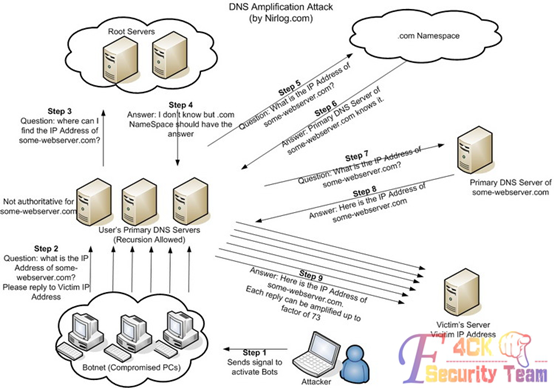 DNS Amplification Attack
(by Nirlog.com)
Root Servers
.com Namespace
Step 3
Question: where can I
find the IP Address of
some-webserver.com?
Step 4
Answer: I don't know but .com
NameSpace should have the
answer
Step 5
Question: What is the IP Address of
some-webserver.com?
Step 6
Answer: Primary DNS Server of
some-webserver.com knows it.
Step 7
Question: What is the IP Address of
some-webserver.com?
Step 8
Answer: Here is the IP Address of
some-webserver.com
Primary DNS Server of
some-webserver.com
Not authoritative for
some-webserver.com
User's Primary DNS Servers
(Recursion Allowed)
Step 2
Question: what is the IP
Address of some-
webserver.com?
Please reply to Victim IP
Address
Step 9
Answer: Here is the IP Address of
some-webserver.com.
Each reply can be amplified up to
factor of 73
Victim's Server
Victim IP Address
Step 1
Sends signal to
activate Bots
Botnet (Compromised PCs)
Attacker
F4CK
Security Team